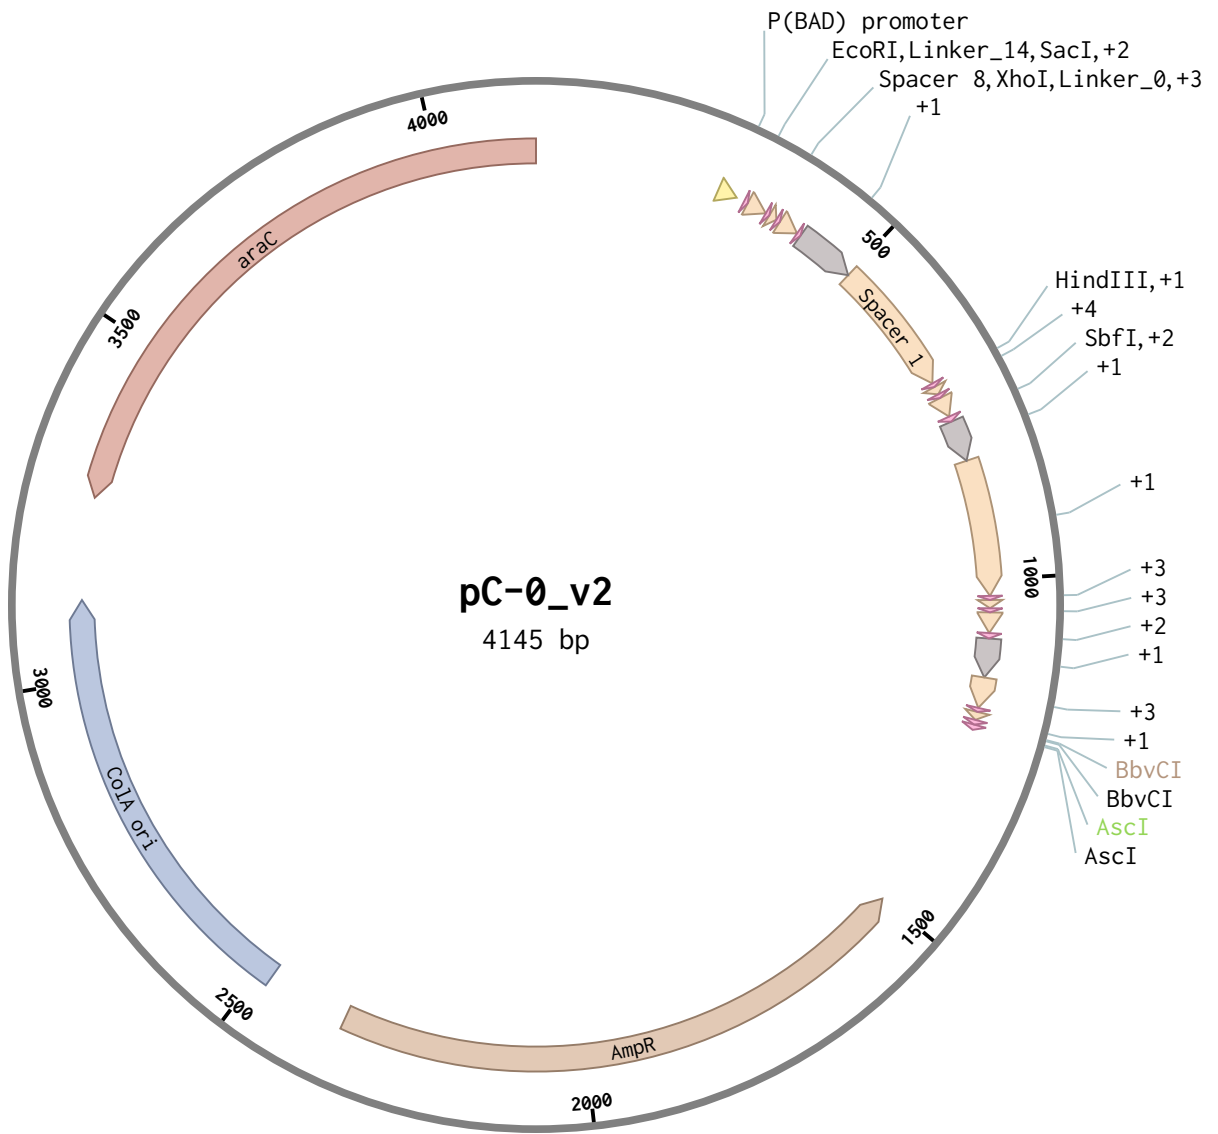 P(BAD) promoter
EcoRI,Linker_14,SacI,+2
Spacer 8,XhoI,Linker_0,+3
+1
4000
araC
500
Spacer 1
3500
HindIII,+1
+4
SbfI,+2
+1
+1
1000
+3
+3
+2
+1
pC-0_v2
4145 bp
3000
+3
+1
BbvCI
BbvCI
AscI
AscI
ColA ori
1500
2500
AmpR
2000